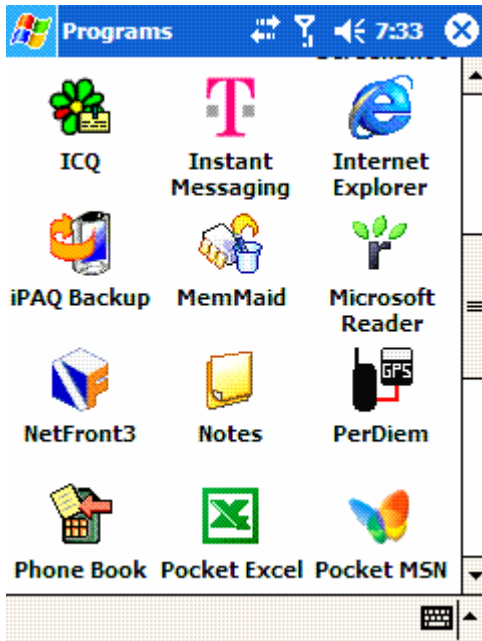 Programs 7:33
ICQ
Instant Messaging
Internet Explorer
iPAQ Backup
MemMaid
Microsoft Reader
NetFront3
Notes
GPS
PerDiem
Phone Book
Pocket Excel
Pocket MSN